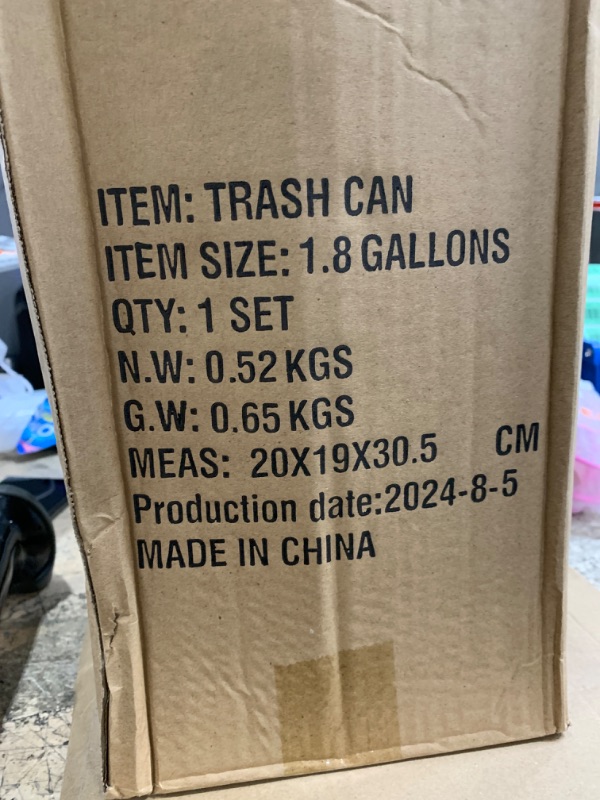 ITEM: TRASH CAN
ITEM SIZE: 1.8 GALLONS
QTY: 1 SET
N.W: 0.52 KGS
G.W: 0.65 KGS
MEAS: 20X19X30.5 CM
Production date:2024-8-5
MADE IN CHINA